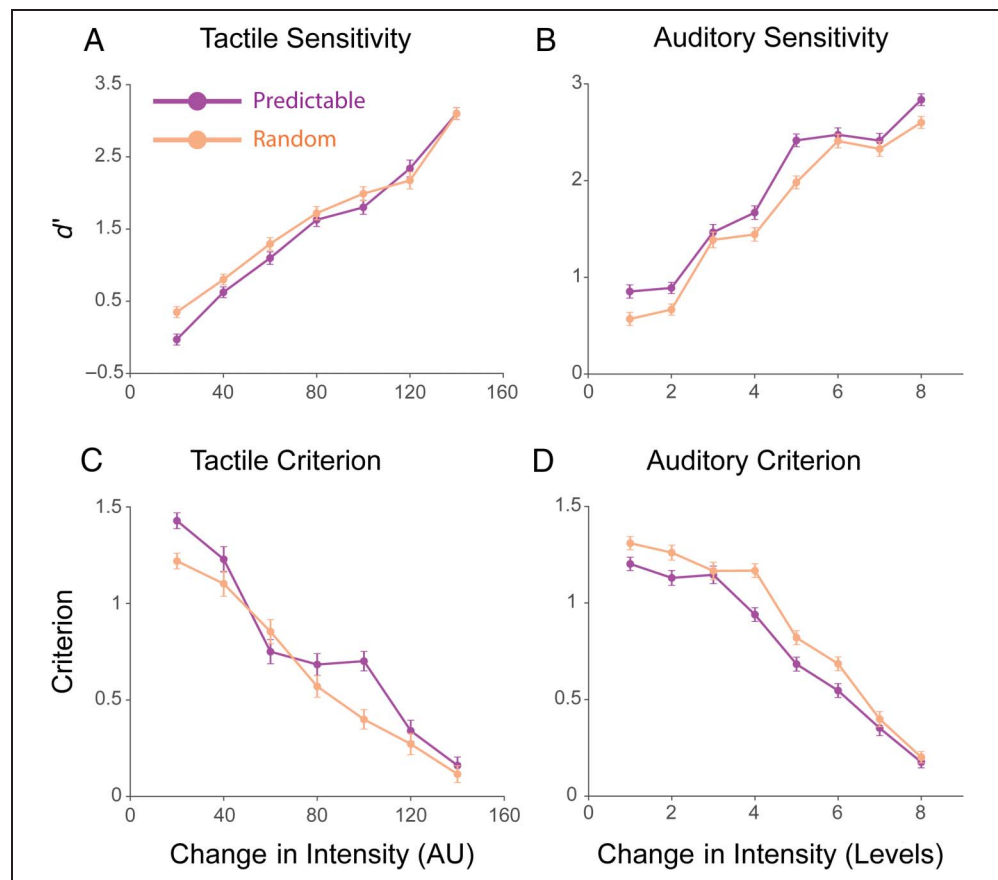 A Tactile Sensitivity
3.5
2.5
1.5
0.5
–0.5
d'
Predictable
Random
0 40 80 120 160
B Auditory Sensitivity
3
2
1
0
0 2 4 6 8
C Tactile Criterion
1.5
1
0.5
0
Criterion
0 40 80 120 160
Change in Intensity (AU)
D Auditory Criterion
1.5
1
0.5
0
0 2 4 6 8
Change in Intensity (Levels)